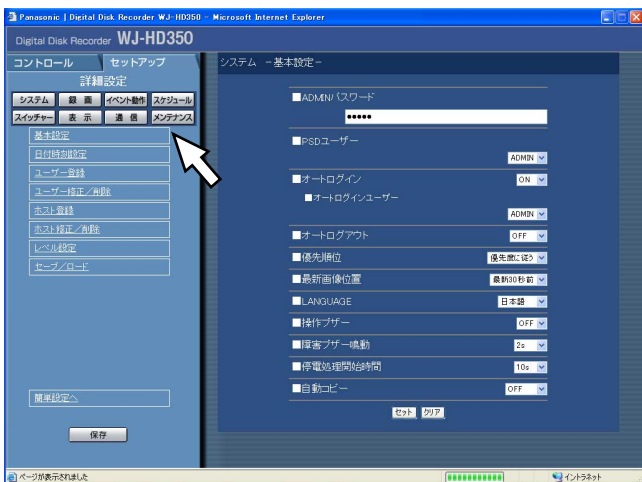 Panasonic | Digital Disk Recorder WJ-HD350 - Microsoft Internet Explorer
Digital Disk Recorder WJ-HD350
コントロール セットアップ
システム －基本設定－
詳細設定
システム 録 画 イベント動作 スケジュール
スイッチャー 表 示 通 信 メンテナンス
基本設定
日付時刻設定
ユーザー登録
ユーザー修正／削除
ホスト登録
ホスト修正／削除
レベル設定
セーブ／ロード
簡単設定へ
保存
■ADMINパスワード
●●●●●
■PSDユーザー
ADMIN
■オートログイン ON
■オートログインユーザー
ADMIN
■オートログアウト OFF
■優先順位 優先度に従う
■最新画像位置 最新30秒前
■LANGUAGE 日本語
■操作ブザー OFF
■障害ブザー鳴動 2s
■停電処理開始時間 10s
■自動コピー OFF
セット クリア
ページが表示されました イントラネット